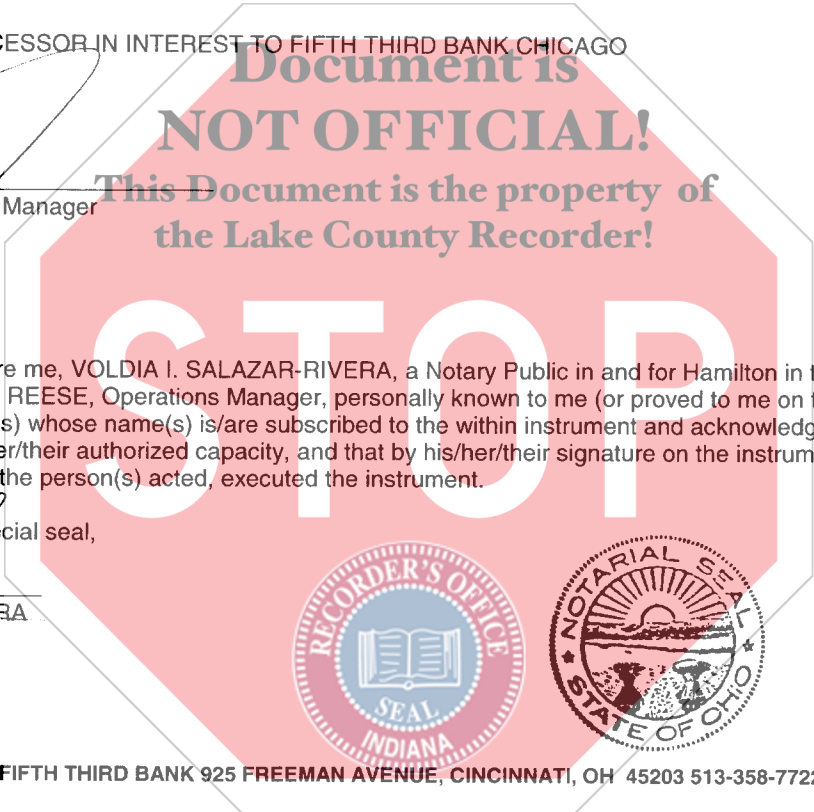 CESSOR IN INTEREST TO FIFTH THIRD BANK CHICAGO
Document is
NOT OFFICIAL!
This Document is the property of
the Lake County Recorder!
Manager
STOP
re me, VOLDIA I. SALAZAR-RIVERA, a Notary Public in and for Hamilton in t
REESE, Operations Manager, personally known to me (or proved to me on t
s) whose name(s) is/are subscribed to the within instrument and acknowledg
er/their authorized capacity, and that by his/her/their signature on the instrum
the person(s) acted, executed the instrument.
cial seal,
RA
RECORDER'S OFFICE
SEAL
INDIANA
NOTARIAL SEAL
STATE OF OHIO
FIFTH THIRD BANK 925 FREEMAN AVENUE, CINCINNATI, OH 45203 513-358-7722